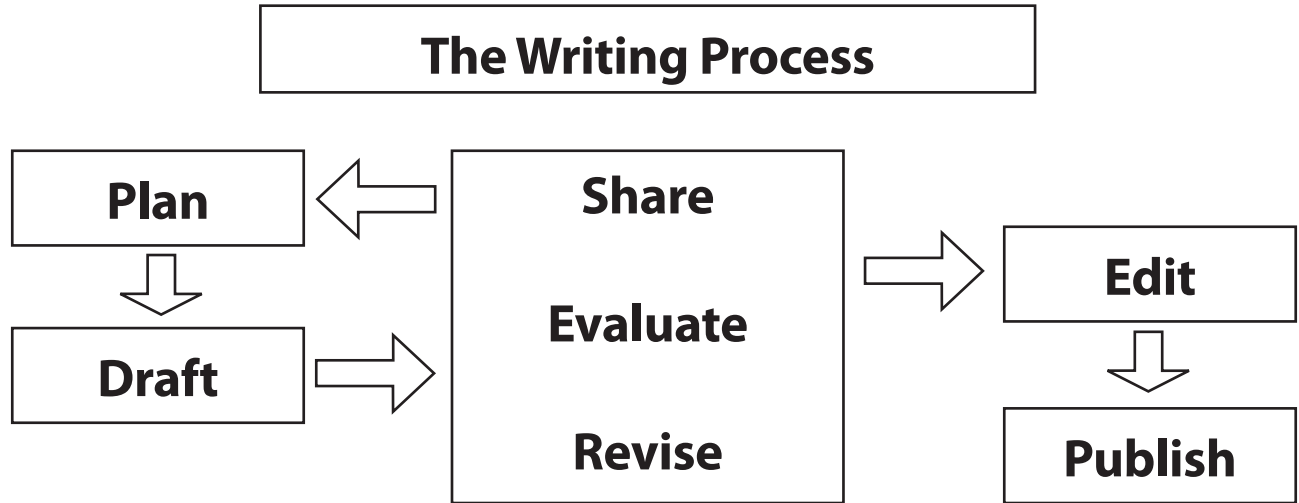 The Writing Process
Plan
Draft
Share
Evaluate
Revise
Edit
Publish